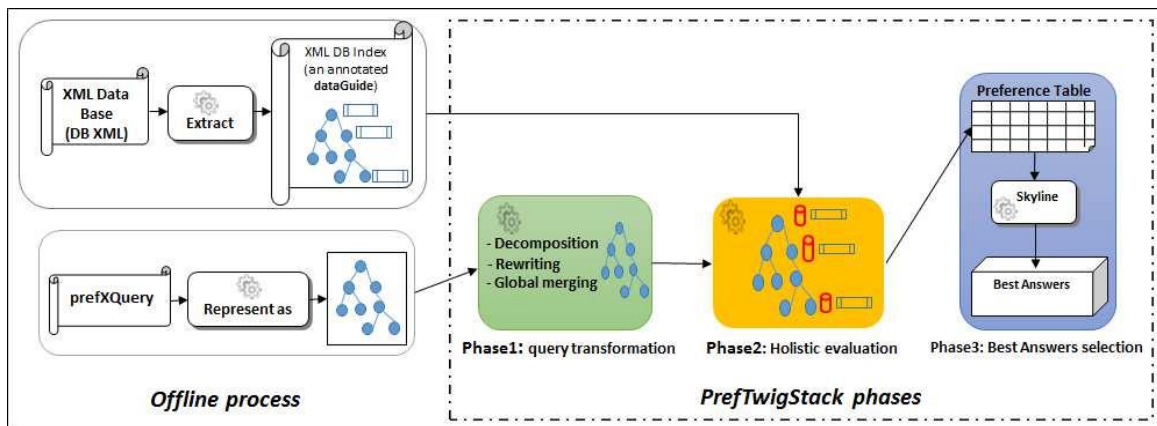 XML Data
Base
(DB XML)
Extract
XML DB Index
(an annotated
dataGuide)
prefXQuery
Represent as
Offline process
- Decomposition
- Rewriting
- Global merging
Phase1: query transformation
Phase2: Holistic evaluation
Preference Table
Skyline
Best Answers
Phase3: Best Answers selection
PrefTwigStack phases